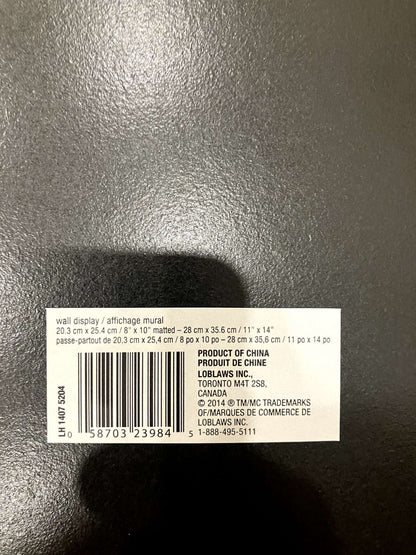 wall display / affichage mural
20.3 cm x 25.4 cm / 8" x 10" matted – 28 cm x 35.6 cm / 11" x 14"
passe-partout de 20,3 cm x 25,4 cm / 8 po x 10 po – 28 cm x 35,6 cm / 11 po x 14 po
PRODUCT OF CHINA
PRODUIT DE CHINE
LOBLAWS INC.,
TORONTO M4T 2S8,
CANADA
© 2014 ® TM/MC TRADEMARKS
OF/MARQUES DE COMMERCE DE
LOBLAWS INC.
1-888-495-5111
LH 1407 5204
0 58703 23984 5